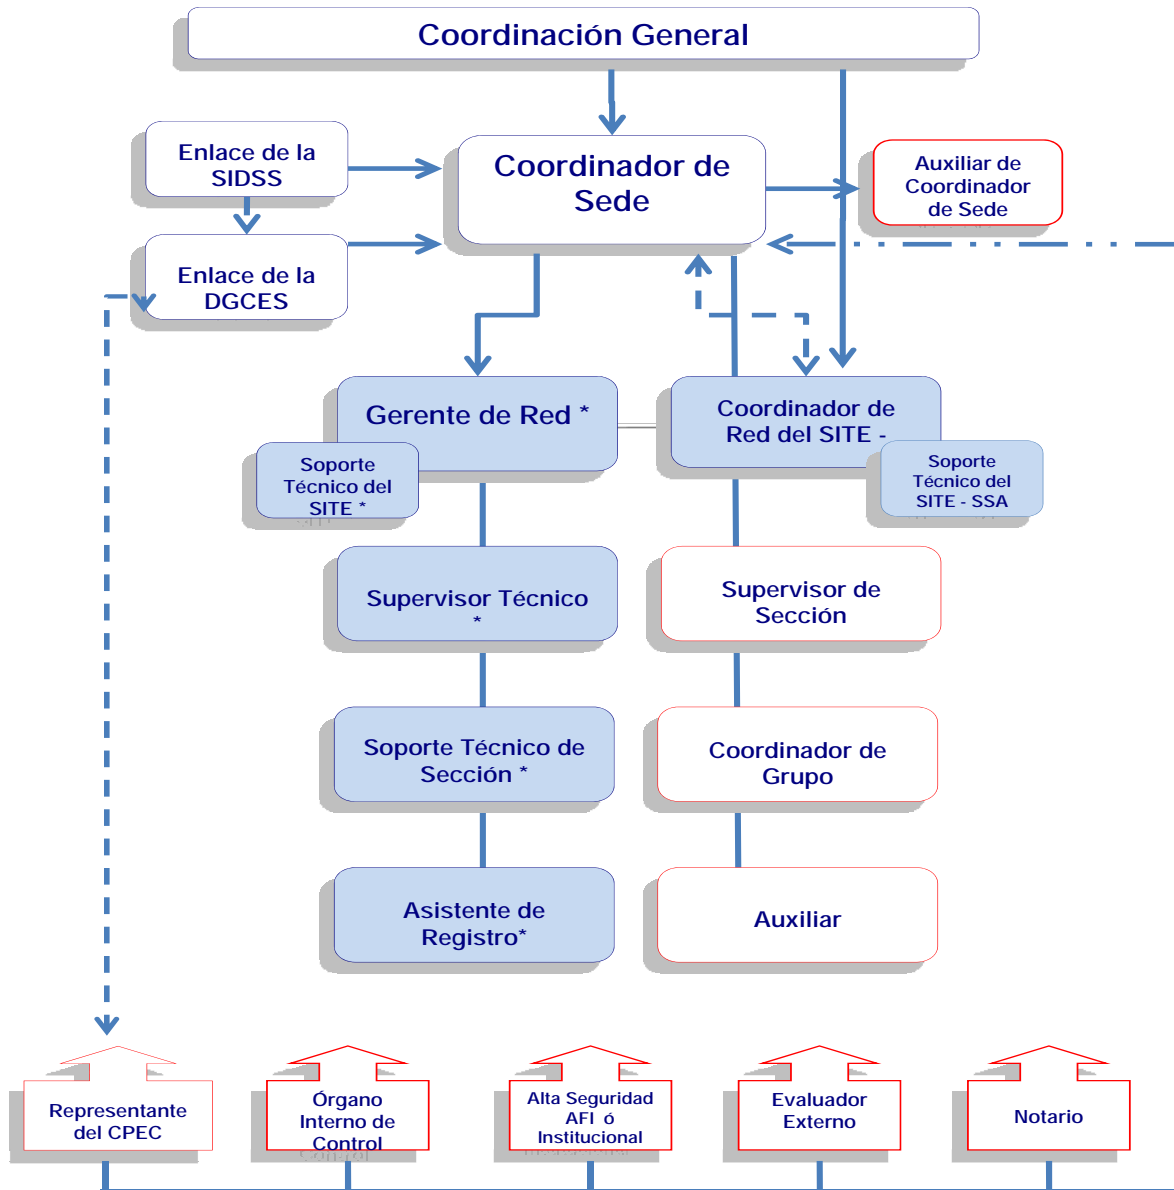 Coordinación General
Enlace de la
SIDSS
Coordinador de
Sede
Auxiliar de
Coordinador
de Sede
Enlace de la
DGCES
Gerente de Red *
Coordinador de
Red del SITE -
Soporte
Técnico del
SITE *
Soporte
Técnico del
SITE - SSA
Supervisor Técnico
*
Supervisor de
Sección
Soporte Técnico de
Sección *
Coordinador de
Grupo
Asistente de
Registro*
Auxiliar
Representante
del CPEC
Órgano
Interno de
Control
Alta Seguridad
AFI ó
Institucional
Evaluador
Externo
Notario